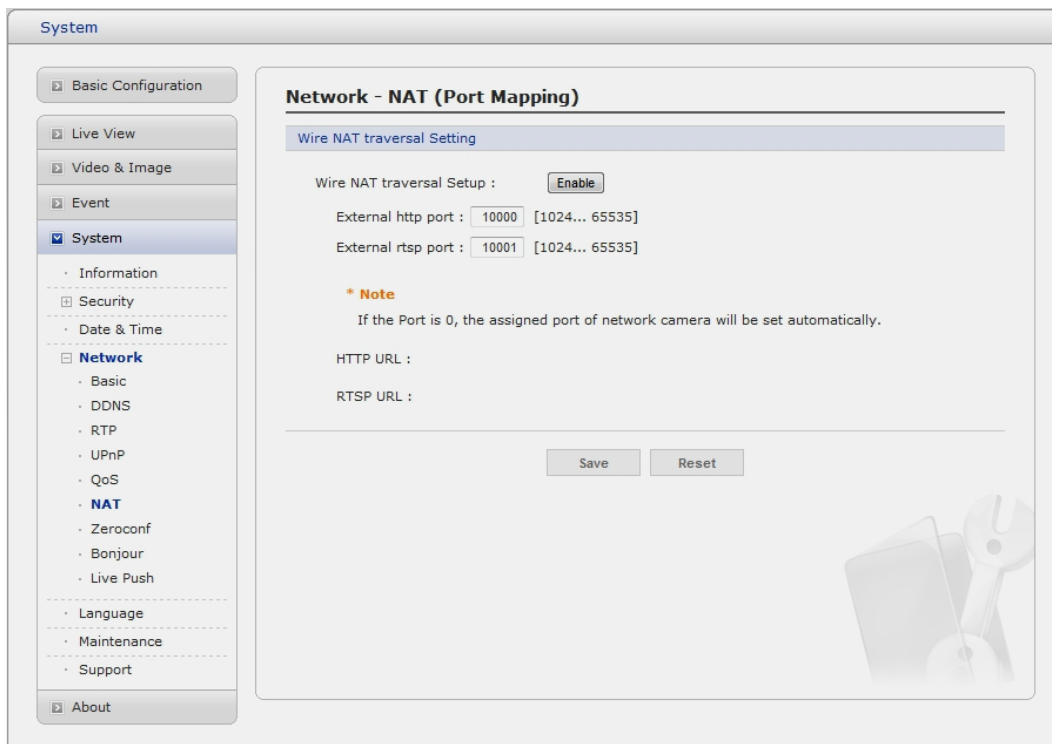 System
Basic Configuration
Live View
Video & Image
Event
System
· Information
Security
· Date & Time
Network
· Basic
· DDNS
· RTP
· UPnP
· QoS
· NAT
· Zeroconf
· Bonjour
· Live Push
· Language
· Maintenance
· Support
About
Network - NAT (Port Mapping)
Wire NAT traversal Setting
Wire NAT traversal Setup : Enable
External http port : 10000 [1024... 65535]
External rtsp port : 10001 [1024... 65535]
* Note
If the Port is 0, the assigned port of network camera will be set automatically.
HTTP URL :
RTSP URL :
Save Reset